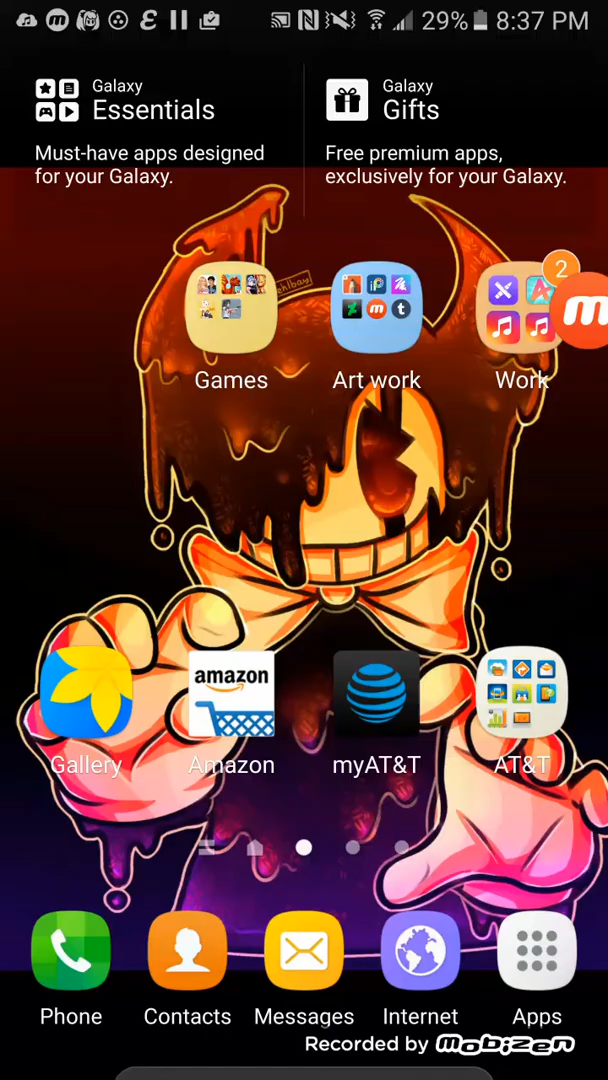 29% 8:37 PM
Galaxy
Essentials
Must-have apps designed
for your Galaxy.
Galaxy
Gifts
Free premium apps,
exclusively for your Galaxy.
2
m
Games
Art work
Work
amazon
Gallery
Amazon
myAT&T
AT&T
Phone
Contacts
Messages
Internet
Apps
Recorded by Mobizen